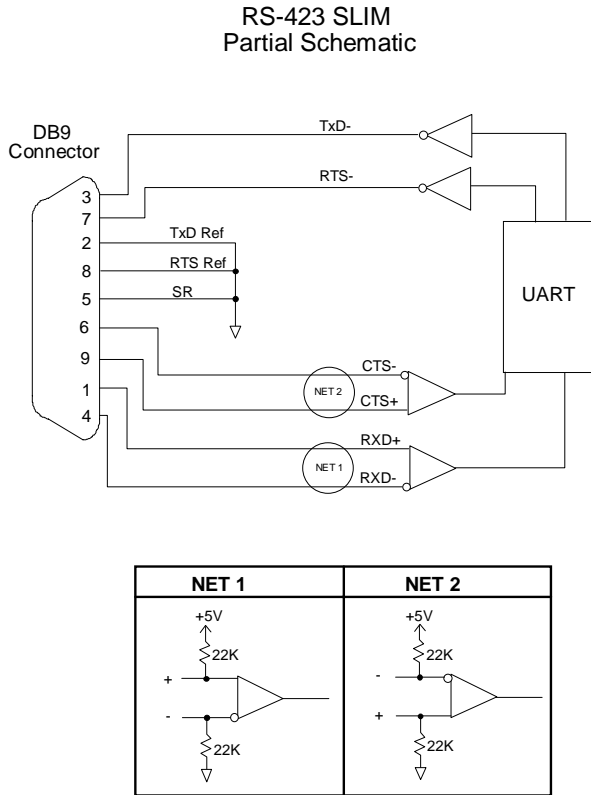 RS-423 SLIM
Partial Schematic
DB9
Connector
TxD-
RTS-
3
7
2
TxD Ref
8
RTS Ref
5
SR
UART
6
CTS-
9
NET 2
CTS+
1
RXD+
4
NET 1
RXD-
NET 1
NET 2
+5V
22K
+
-
22K
+5V
22K
-
+
22K